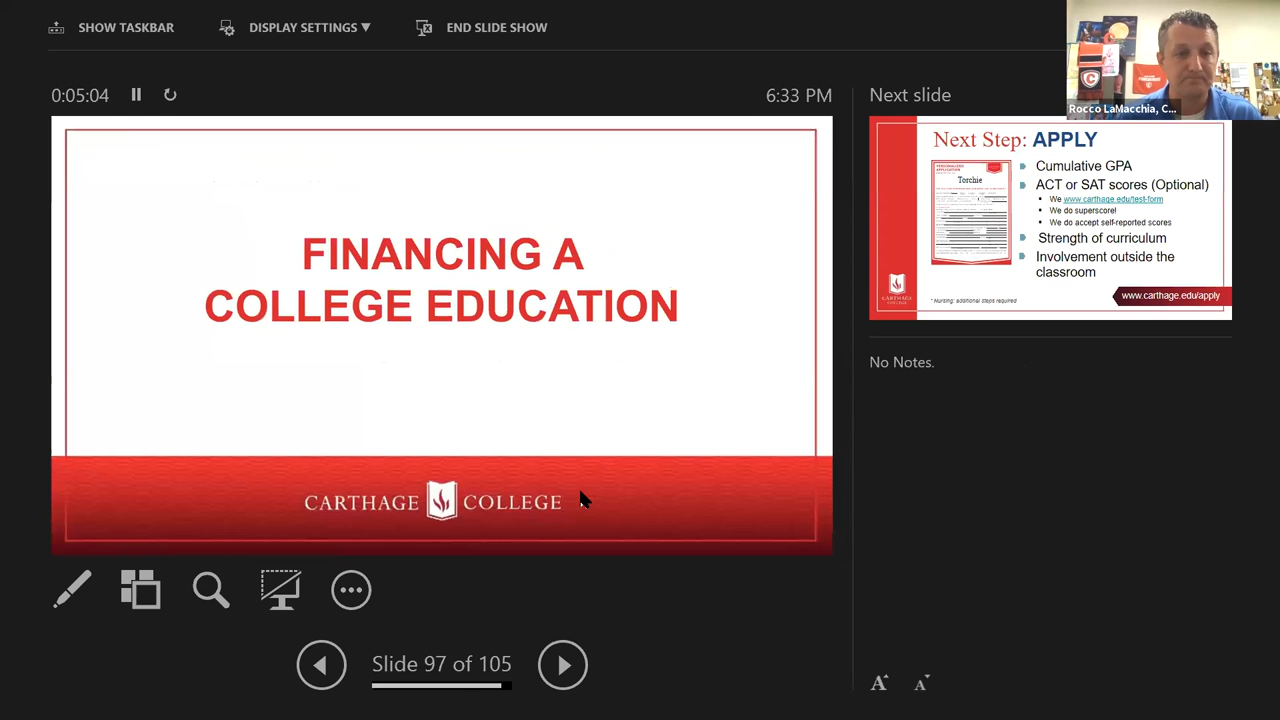 SHOW TASKBAR
DISPLAY SETTINGS ▼
END SLIDE SHOW
Rocco LaMacchia, C...
0:05:04
6:33 PM
Next slide
FINANCING A
COLLEGE EDUCATION
CARTHAGE COLLEGE
Next Step: APPLY
Torchie
Cumulative GPA
ACT or SAT scores (Optional)
We www.carthage.edu/test-form
We do superscore!
We do accept self-reported scores
Strength of curriculum
Involvement outside the
classroom
CARTHAGE
COLLEGE
* Nursing: additional steps required
www.carthage.edu/apply
No Notes.
Slide 97 of 105
A A